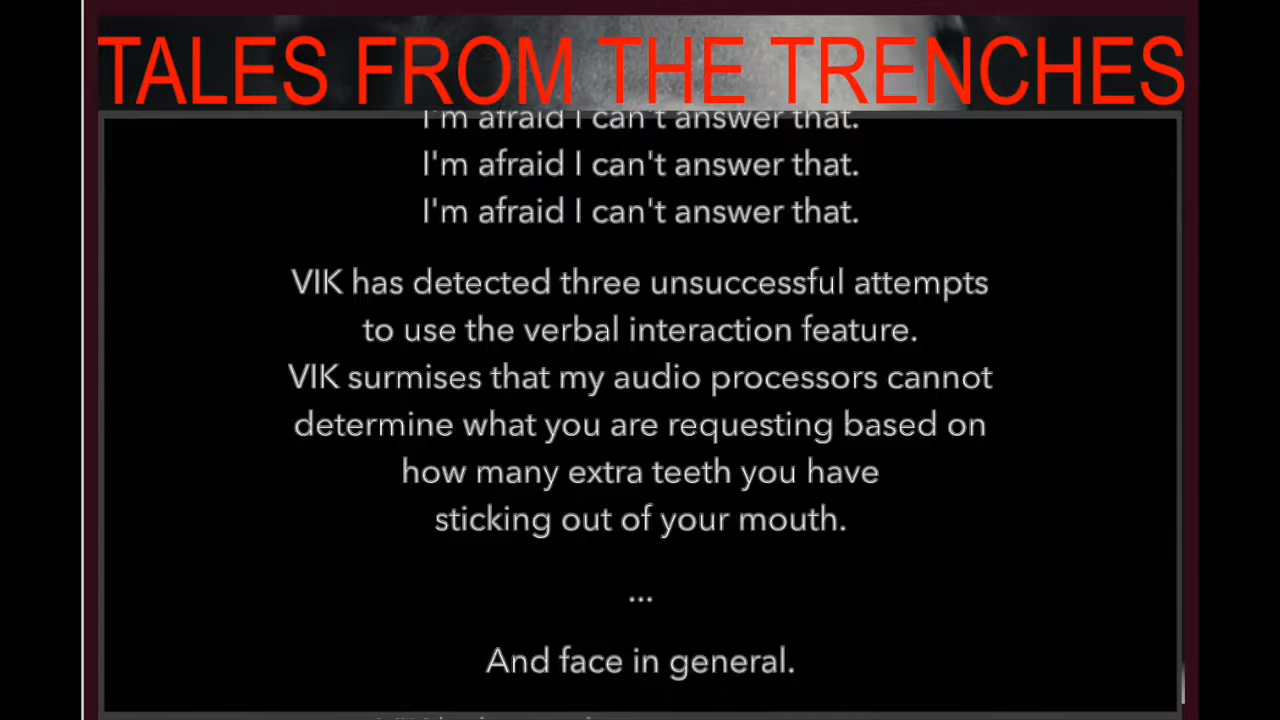 TALES FROM THE TRENCHES
I'm afraid I can't answer that.
I'm afraid I can't answer that.
I'm afraid I can't answer that.
VIK has detected three unsuccessful attempts
to use the verbal interaction feature.
VIK surmises that my audio processors cannot
determine what you are requesting based on
how many extra teeth you have
sticking out of your mouth.
...
And face in general.